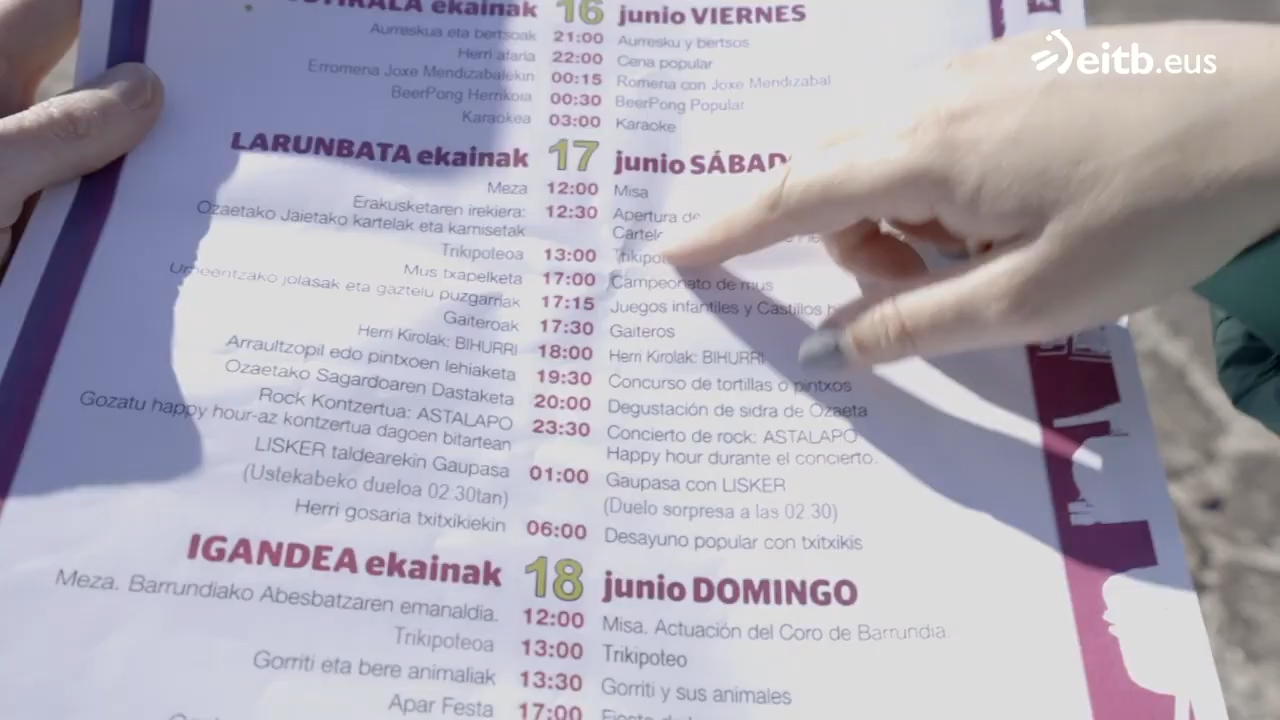 ekainak 16 junio VIERNES
Aurreskua eta bertsoak 21:00 Aurresku y bertsos
Herri afaria 22:00 Cena popular
Erromeria Joxe Mendizabalekin 00:15 Romeria con Joxe Mendizabal
BeerPong Herrikoia 00:30 BeerPong Popular
Karaokea 03:00 Karaoke
LARUNBATA ekainak 17 junio SÁBAD
Meza 12:00 Misa
Erakusketaren irekiera: 12:30 Apertura de
Ozaetako Jaietako kartelak eta kamisetak Cartele
Trikipoteoa 13:00 Trikipot
Mus txapelketa 17:00 Campeonato de mus
Umeentzako jolasak eta gaztelu puzgarriak 17:15 Juegos infantiles y Castillos h
Gaiteroak 17:30 Gaiteros
Herri Kirolak: BIHURRI 18:00 Herri Kirolak: BIHURRI
Arraultzopil edo pintxoen lehiaketa 19:30 Concurso de tortillas o pintxos
Ozaetako Sagardoaren Dastaketa 20:00 Degustación de sidra de Ozaeta
Rock Kontzertua: ASTALAPO 23:30 Concierto de rock: ASTALAPO
Gozatu happy hour-az kontzertua dagoen bitartean Happy hour durante el concierto.
LISKER taldearekin Gaupasa 01:00 Gaupasa con LISKER
(Ustekabeko dueloa 02.30tan) (Duelo sorpresa a las 02.30)
Herri gosaria txitxikiekin 06:00 Desayuno popular con txitxikis
IGANDEA ekainak 18 junio DOMINGO
Meza. Barrundiako Abesbatzaren emanaldia. 12:00 Misa. Actuación del Coro de Barrundia.
Trikipoteoa 13:00 Trikipoteo
Gorriti eta bere animaliak 13:30 Gorriti y sus animales
Apar Festa 17:00
eitb.eus